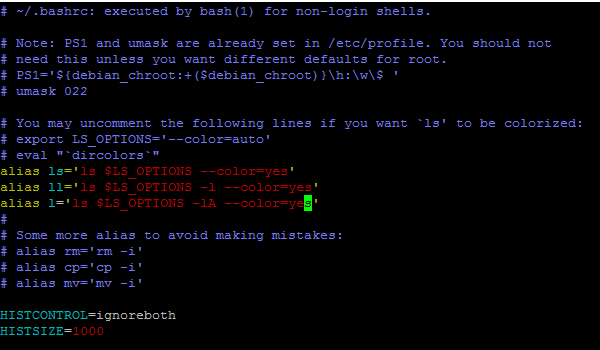 # ~/.bashrc: executed by bash(1) for non-login shells.
# Note: PS1 and umask are already set in /etc/profile. You should not
# need this unless you want different defaults for root.
# PS1='${debian_chroot:+($debian_chroot)}\h:\w\$ '
# umask 022
# You may uncomment the following lines if you want `ls' to be colorized:
# export LS_OPTIONS='--color=auto'
# eval "`dircolors`"
alias ls='ls $LS_OPTIONS --color=yes'
alias ll='ls $LS_OPTIONS -l --color=yes'
alias l='ls $LS_OPTIONS -lA --color=yes'
#
# Some more alias to avoid making mistakes:
# alias rm='rm -i'
# alias cp='cp -i'
# alias mv='mv -i'
HISTCONTROL=ignoreboth
HISTSIZE=1000